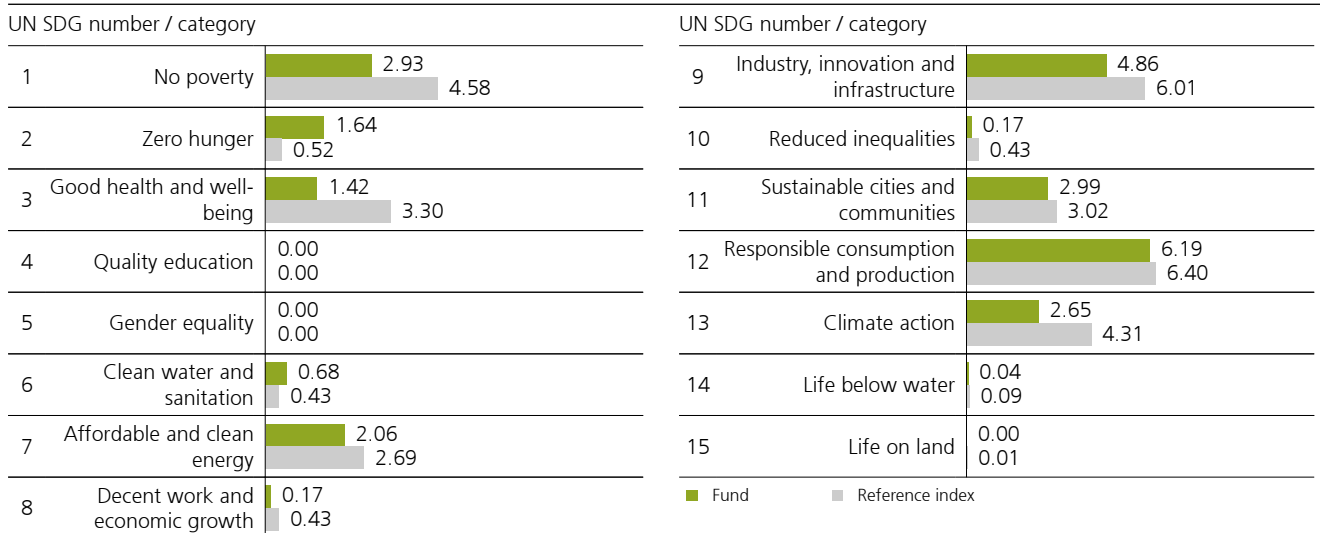 UN SDG number / category
1 No poverty 2.93
4.58
2 Zero hunger 1.64
0.52
3 Good health and well-
being 1.42
3.30
4 Quality education 0.00
0.00
5 Gender equality 0.00
0.00
6 Clean water and
sanitation 0.68
0.43
7 Affordable and clean
energy 2.06
2.69
8 Decent work and
economic growth 0.17
0.43
UN SDG number / category
9 Industry, innovation and
infrastructure 4.86
6.01
10 Reduced inequalities 0.17
0.43
11 Sustainable cities and
communities 2.99
3.02
12 Responsible consumption
and production 6.19
6.40
13 Climate action 2.65
4.31
14 Life below water 0.04
0.09
15 Life on land 0.00
0.01
Fund Reference index